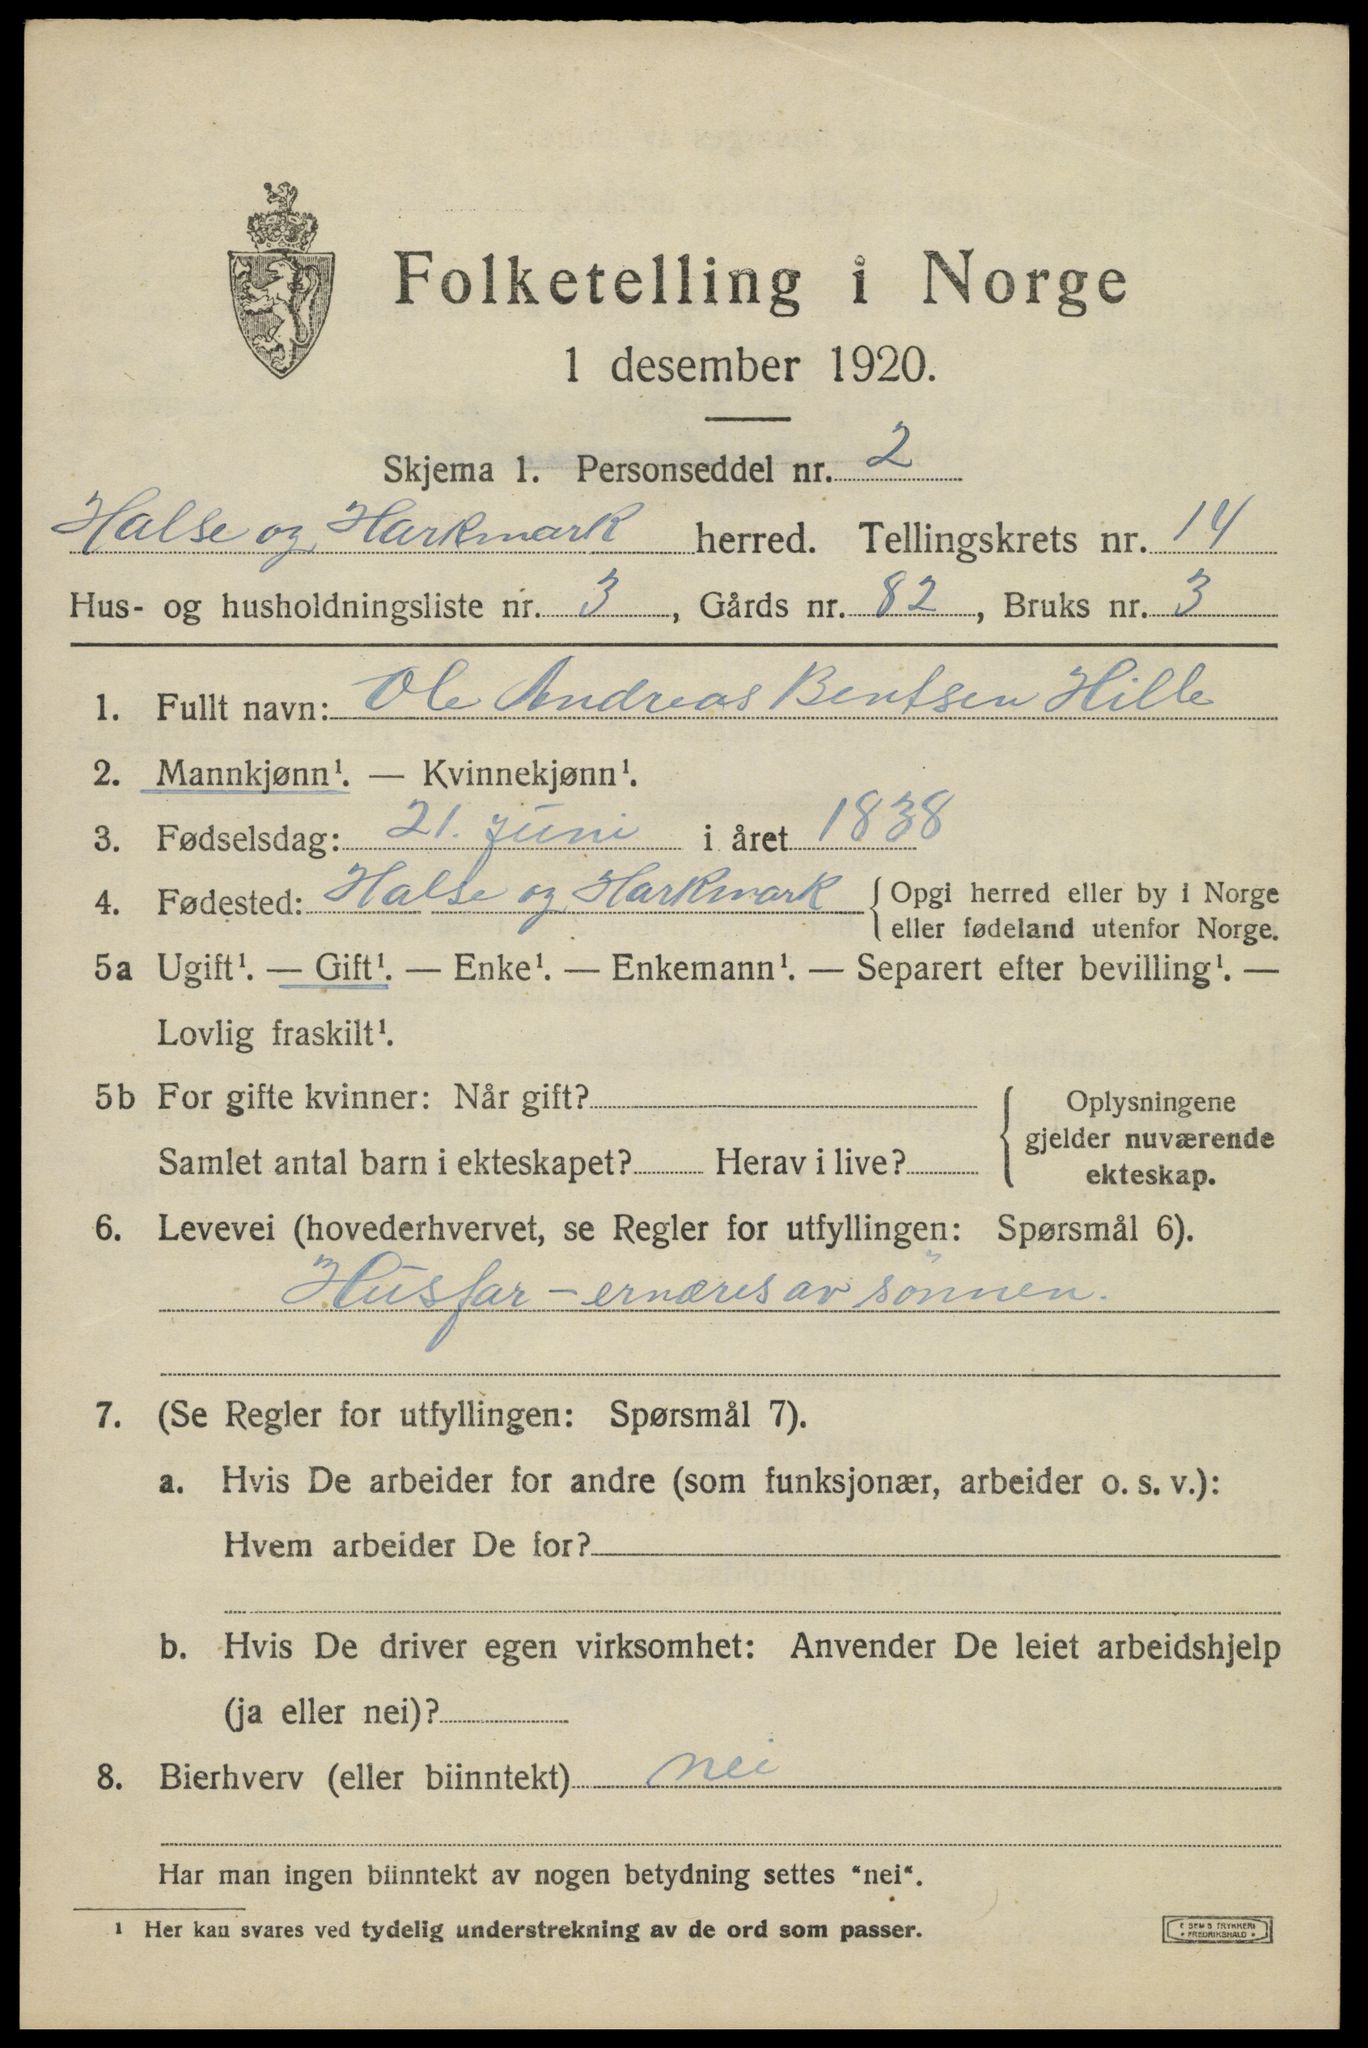 Folketelling i Norge
1 desember 1920.
Skjema 1. Personseddel nr. 2
Halse og Harkmark herred. Tellingskrets nr. 14
Hus- og husholdningsliste nr. 3, Gårds nr. 82, Bruks nr. 3
1. Fullt navn: Ole Andreas Bentsen Hille
2. Mannkjønn¹. — Kvinnekjønn¹.
3. Fødselsdag: 21. juni i året 1838
4. Fødested: Halse og Harkmark { Opgi herred eller by i Norge
eller fødeland utenfor Norge.
5a Ugift¹. — Gift¹. — Enke¹. — Enkemann¹. — Separert efter bevilling¹. —
Lovlig fraskilt¹.
5b For gifte kvinner: Når gift?
Samlet antal barn i ekteskapet? Herav i live?
Oplysningene
gjelder nuværende
ekteskap.
6. Levevei (hovederhvervet, se Regler for utfyllingen: Spørsmål 6).
Husfar – ernæres av sönnen.
7. (Se Regler for utfyllingen: Spørsmål 7).
a. Hvis De arbeider for andre (som funksjonær, arbeider o. s. v.):
Hvem arbeider De for?
b. Hvis De driver egen virksomhet: Anvender De leiet arbeidshjelp
(ja eller nei)?
8. Bierhverv (eller biinntekt) nei
Har man ingen biinntekt av nogen betydning settes "nei".
¹ Her kan svares ved tydelig understrekning av de ord som passer.
E SEM'S TRYKKERI
FREDRIKSHALD